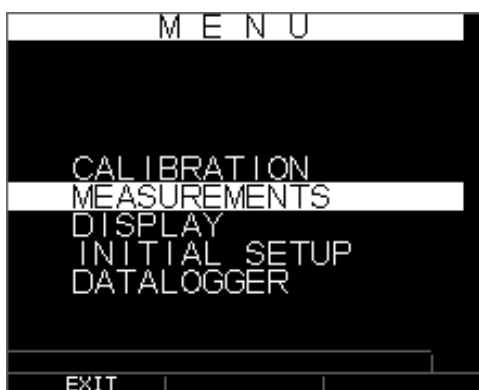 MENU
CALIBRATION
MEASUREMENTS
DISPLAY
INITIAL SETUP
DATALOGGER
EXIT